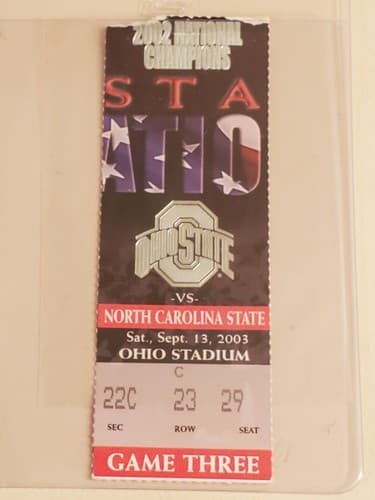 2002 NATIONAL
CHAMPIONS
STA
ATIO
OHIO STATE
-VS-
NORTH CAROLINA STATE
Sat., Sept. 13, 2003
OHIO STADIUM
C
22C 23 29
SEC ROW SEAT
GAME THREE